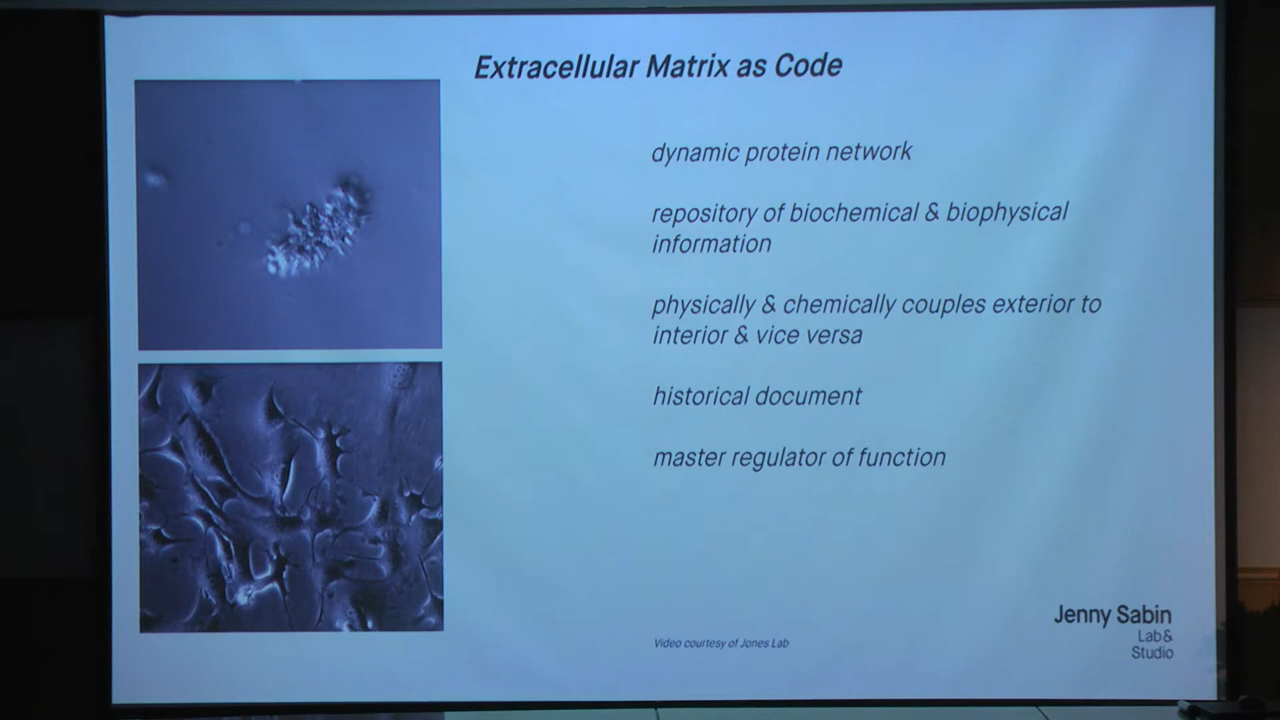 Extracellular Matrix as Code
dynamic protein network
repository of biochemical & biophysical
information
physically & chemically couples exterior to
interior & vice versa
historical document
master regulator of function
Video courtesy of Jones Lab
Jenny Sabin
Lab &
Studio